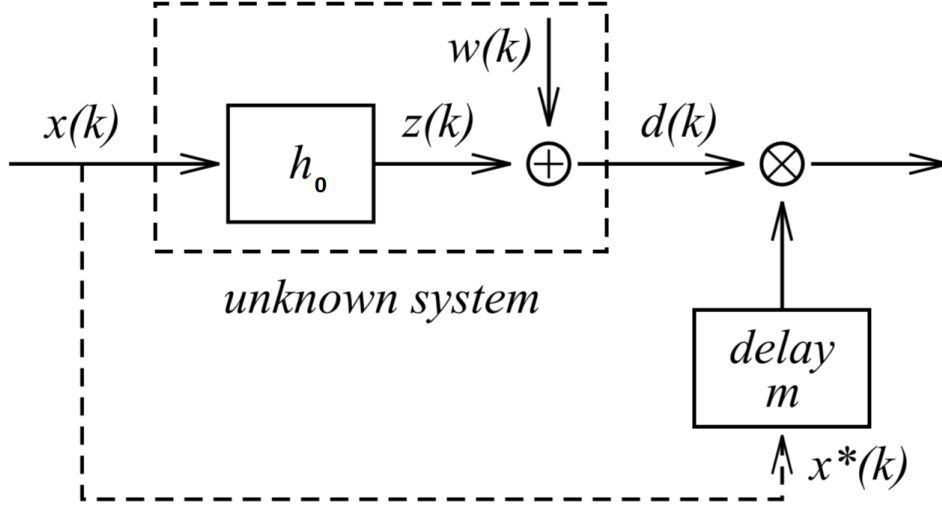 w(k)
x(k)
z(k)
d(k)
h₀
unknown system
delay
m
x*(k)